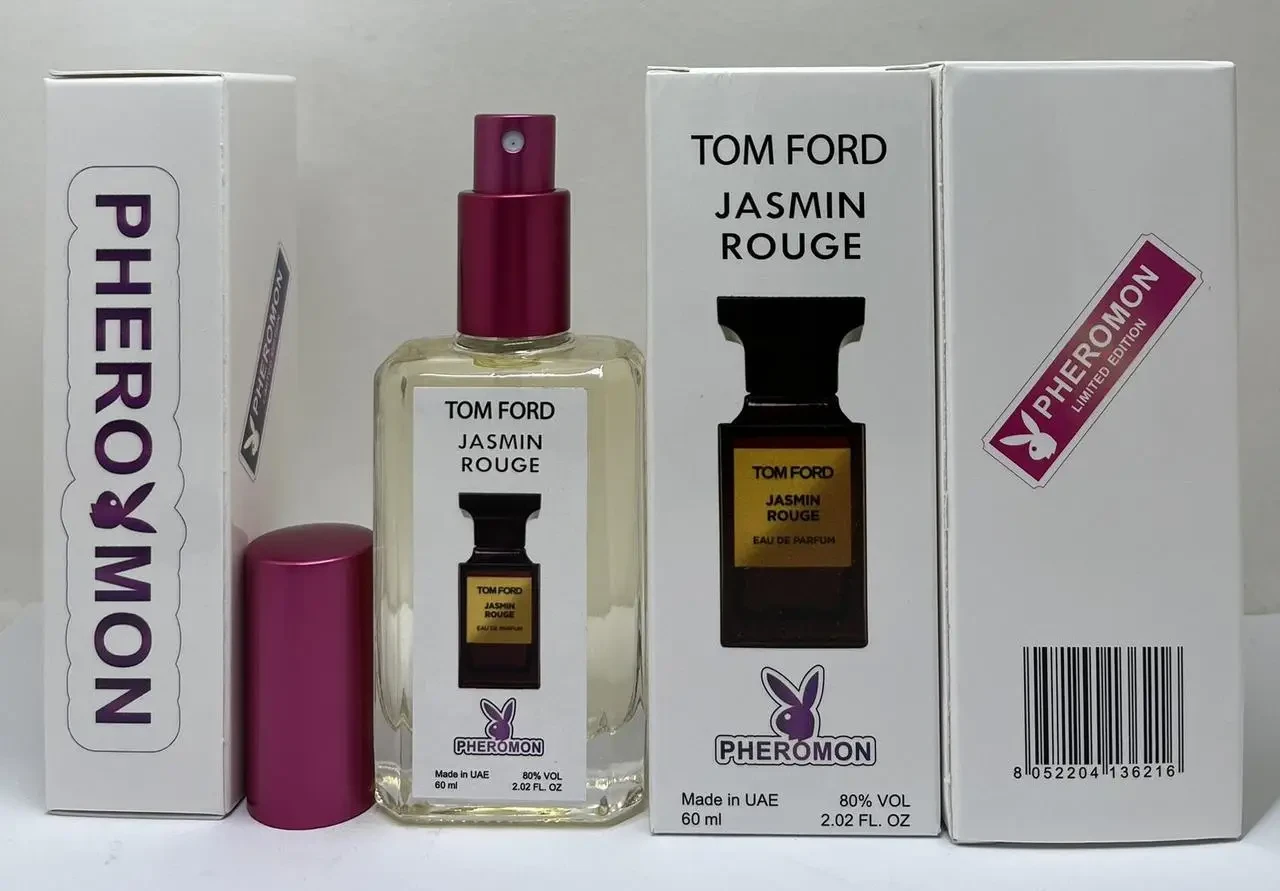 PHEROMON
PHEROMON
TOM FORD
JASMIN
ROUGE
TOM FORD
JASMIN
ROUGE
EAU DE PARFUM
PHEROMON
Made in UAE 80% VOL
60 ml 2.02 FL. OZ
TOM FORD
JASMIN
ROUGE
TOM FORD
JASMIN
ROUGE
EAU DE PARFUM
PHEROMON
Made in UAE 80% VOL
60 ml 2.02 FL. OZ
PHEROMON
LIMITED EDITION
8 052204 136216